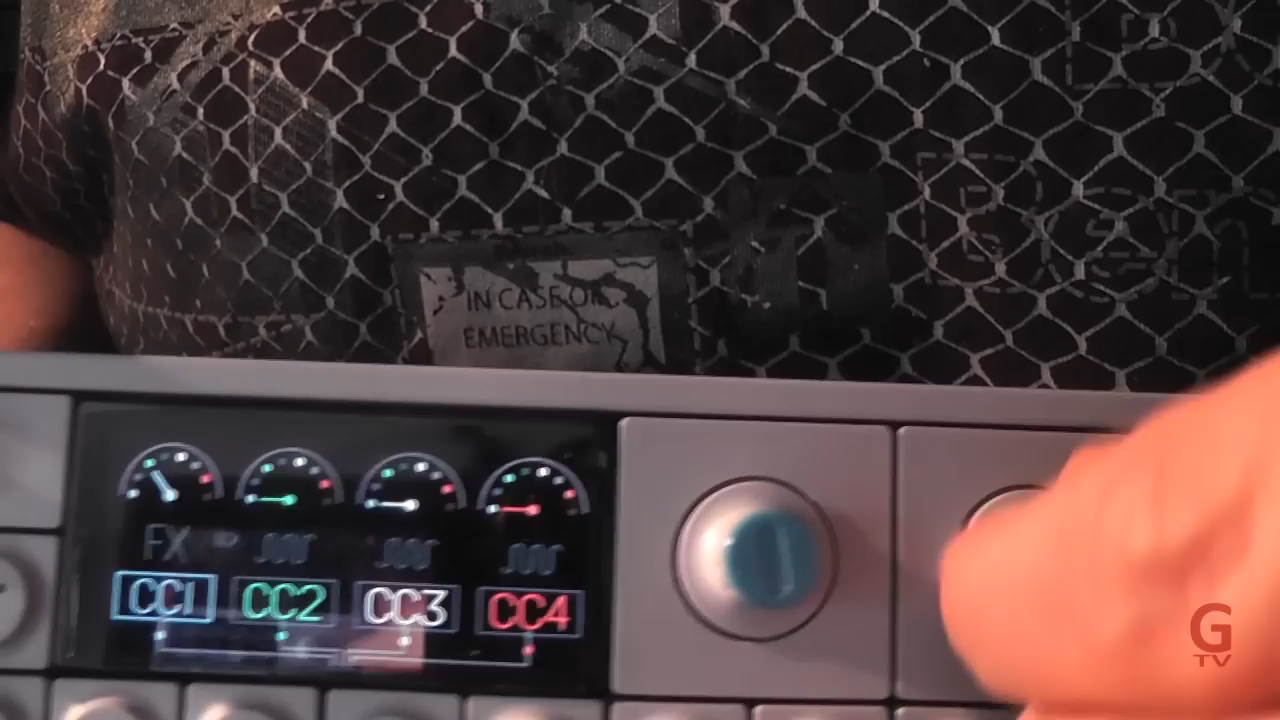 IN CASE OF
EMERGENCY
FX
CC1 CC2 CC3 CC4
G
TV